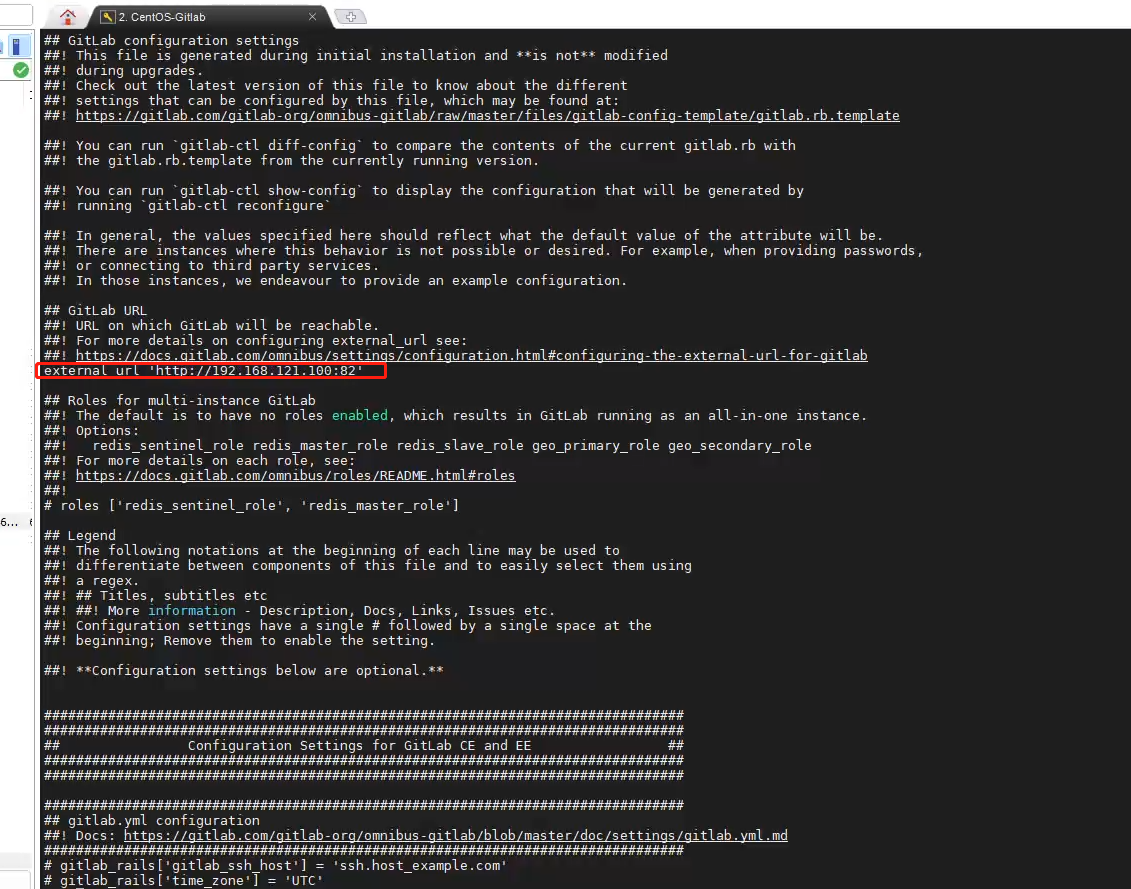 2. CentOS-Gitlab
## GitLab configuration settings
##! This file is generated during initial installation and **is not** modified
##! during upgrades.
##! Check out the latest version of this file to know about the different
##! settings that can be configured by this file, which may be found at:
##! https://gitlab.com/gitlab-org/omnibus-gitlab/raw/master/files/gitlab-config-template/gitlab.rb.template
##! You can run `gitlab-ctl diff-config` to compare the contents of the current gitlab.rb with
##! the gitlab.rb.template from the currently running version.
##! You can run `gitlab-ctl show-config` to display the configuration that will be generated by
##! running `gitlab-ctl reconfigure`
##! In general, the values specified here should reflect what the default value of the attribute will be.
##! There are instances where this behavior is not possible or desired. For example, when providing passwords,
##! or connecting to third party services.
##! In those instances, we endeavour to provide an example configuration.
## GitLab URL
##! URL on which GitLab will be reachable.
##! For more details on configuring external_url see:
##! https://docs.gitlab.com/omnibus/settings/configuration.html#configuring-the-external-url-for-gitlab
external_url 'http://192.168.121.100:82'
## Roles for multi-instance GitLab
##! The default is to have no roles enabled, which results in GitLab running as an all-in-one instance.
##! Options:
##!   redis_sentinel_role redis_master_role redis_slave_role geo_primary_role geo_secondary_role
##! For more details on each role, see:
##! https://docs.gitlab.com/omnibus/roles/README.html#roles
##!
# roles ['redis_sentinel_role', 'redis_master_role']
## Legend
##! The following notations at the beginning of each line may be used to
##! differentiate between components of this file and to easily select them using
##! a regex.
##! ## Titles, subtitles etc
##! ##! More information - Description, Docs, Links, Issues etc.
##! Configuration settings have a single # followed by a single space at the
##! beginning; Remove them to enable the setting.
##! **Configuration settings below are optional.**
################################################################################
################################################################################
##                Configuration Settings for GitLab CE and EE                 ##
################################################################################
################################################################################
################################################################################
## gitlab.yml configuration
##! Docs: https://gitlab.com/gitlab-org/omnibus-gitlab/blob/master/doc/settings/gitlab.yml.md
################################################################################
# gitlab_rails['gitlab_ssh_host'] = 'ssh.host_example.com'
# gitlab_rails['time_zone'] = 'UTC'